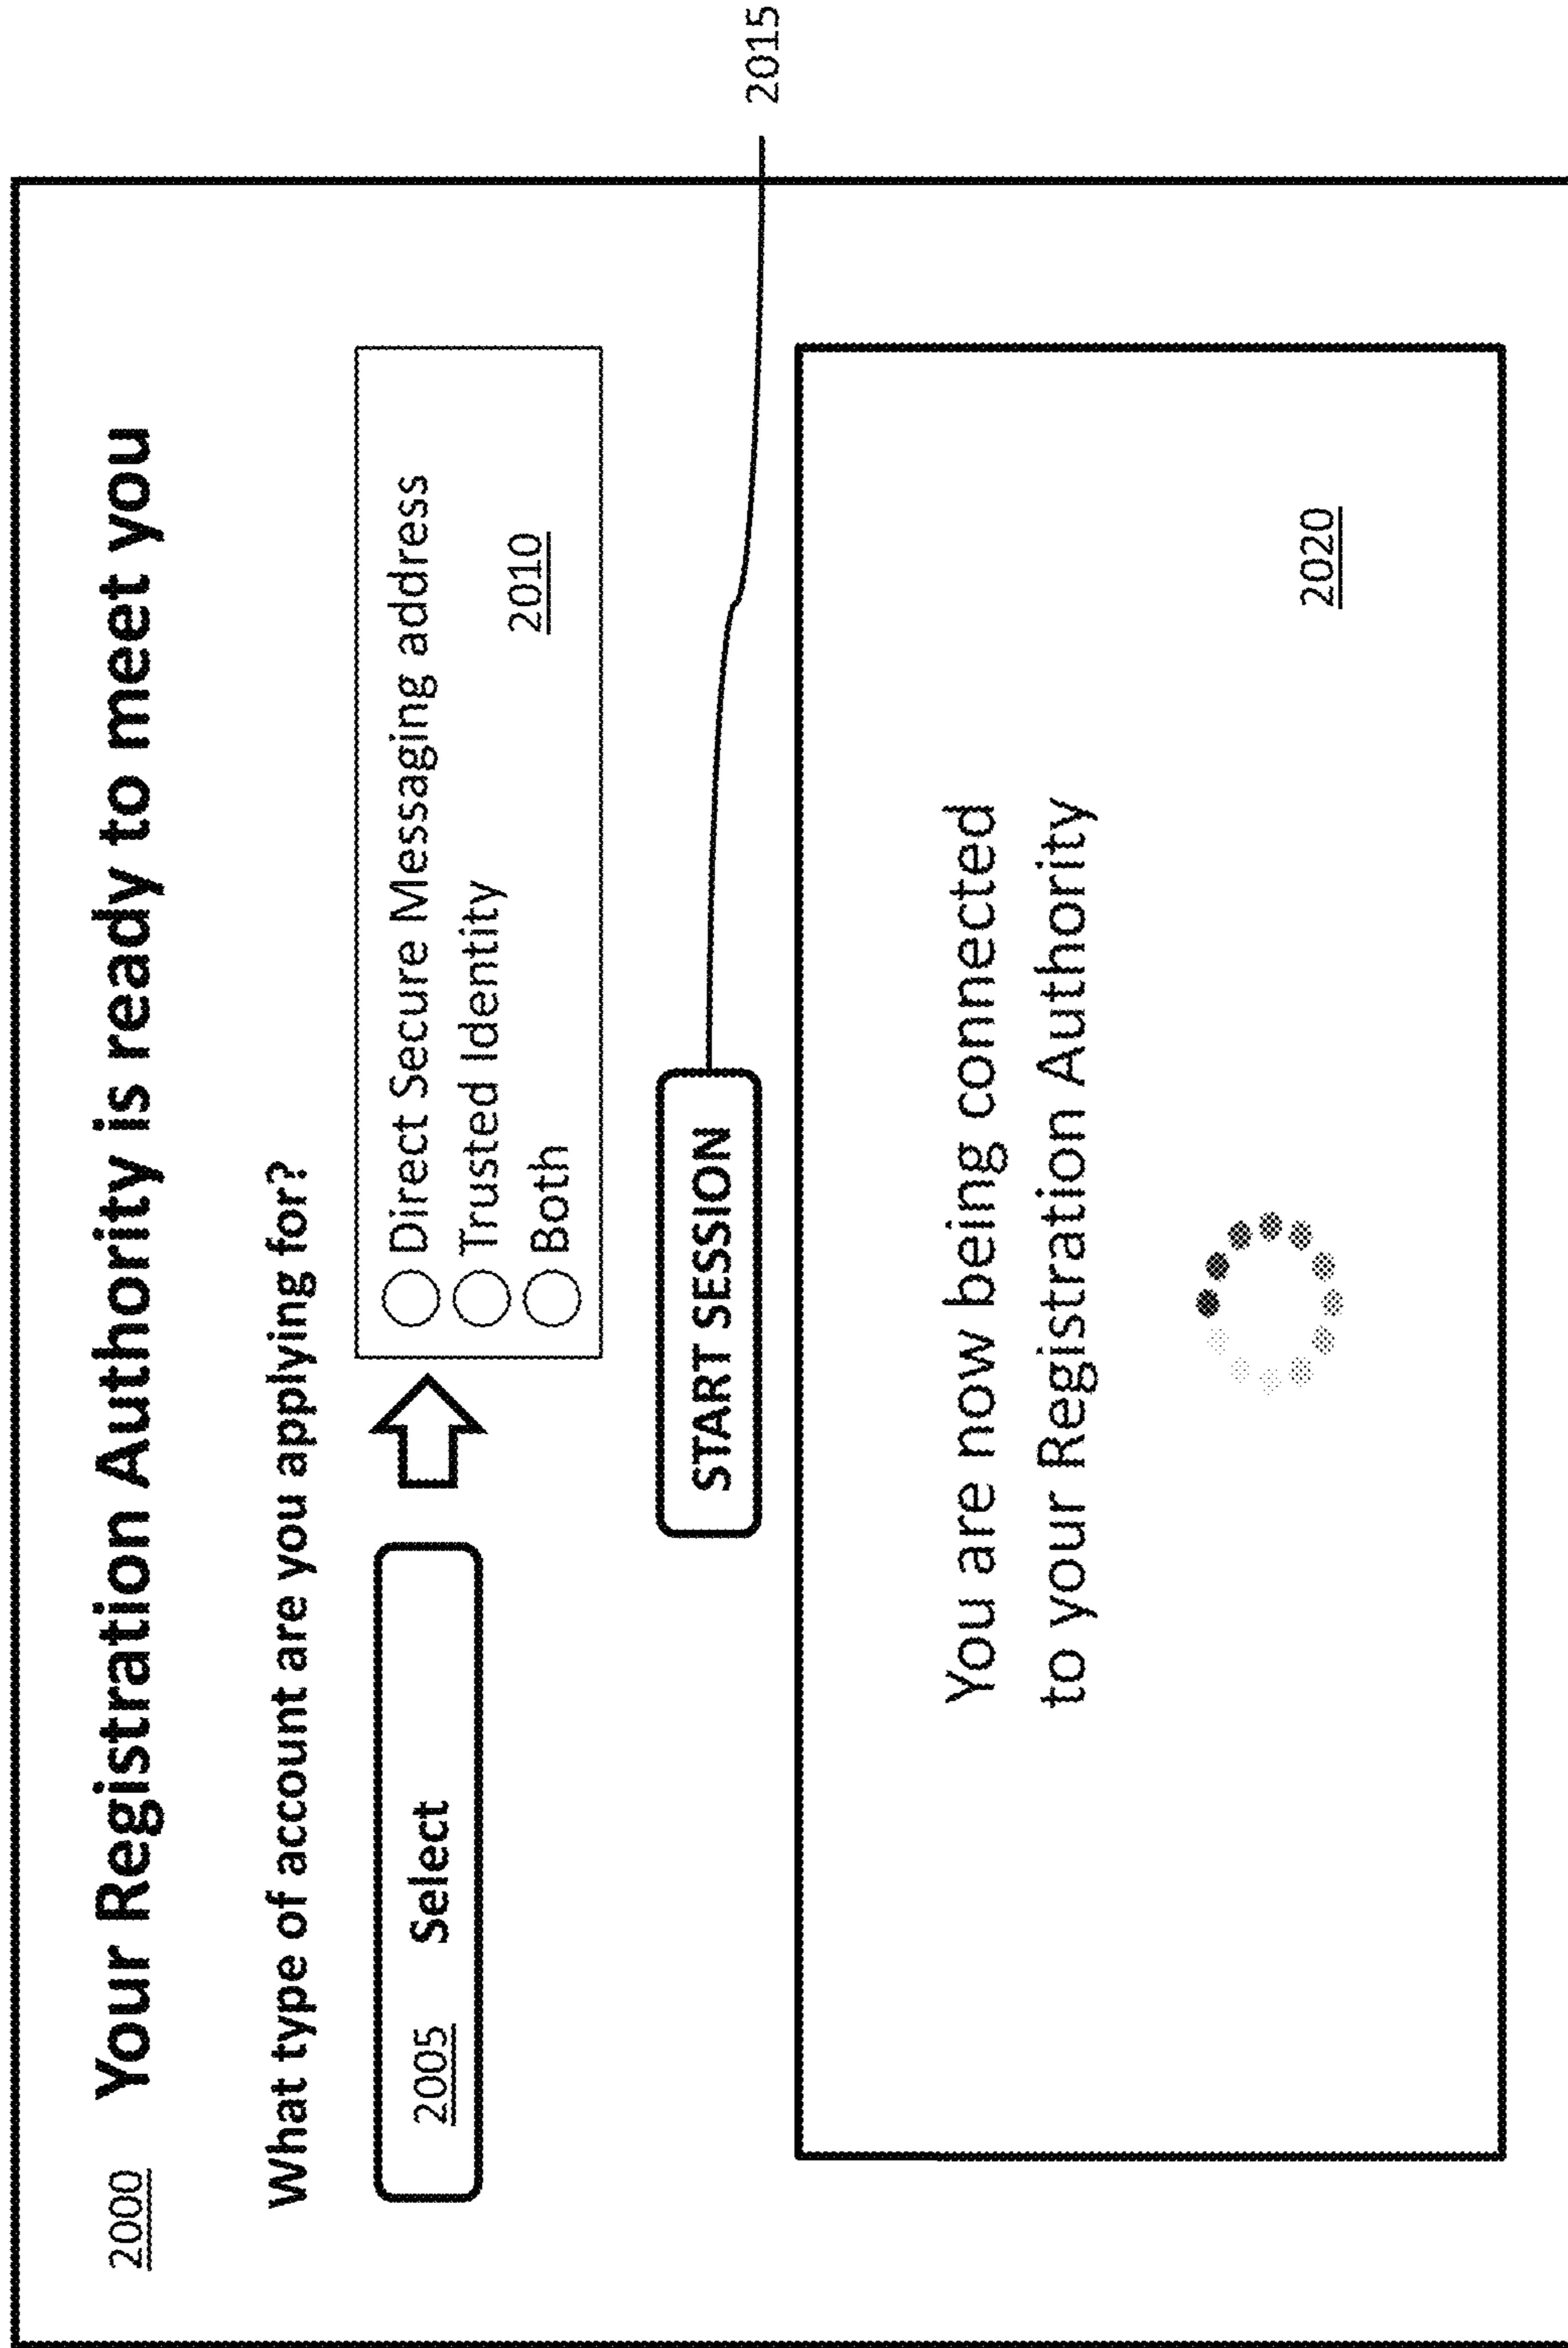 2000 Your Registration Authority is ready to meet you
What type of account are you applying for?
2005 Select
Direct Secure Messaging address
Trusted Identity
Both
2010
START SESSION
2015
You are now being connected
to your Registration Authority
2020